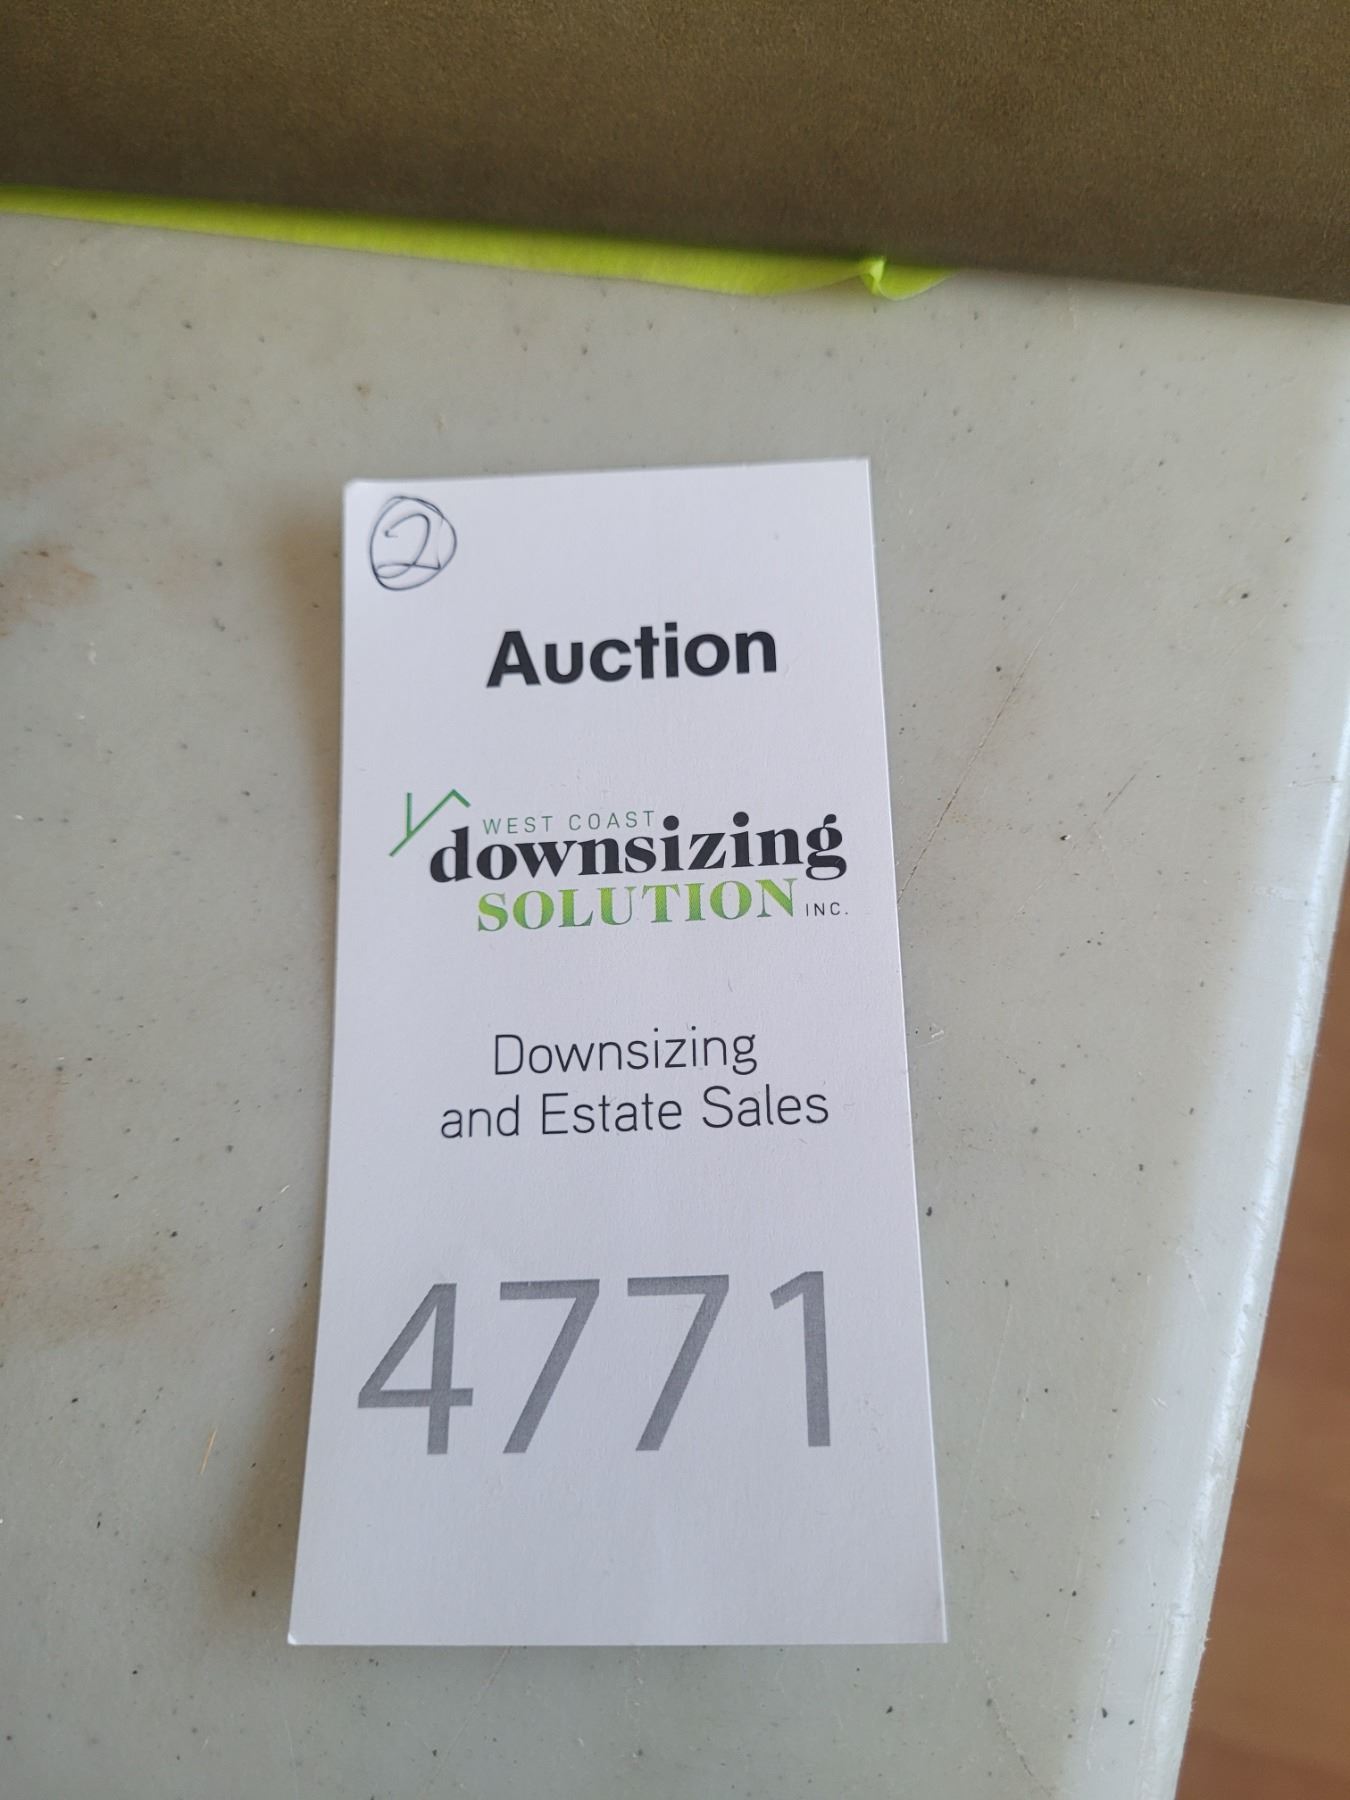 2
Auction
WEST COAST
downsizing
SOLUTION INC.
Downsizing
and Estate Sales
4771